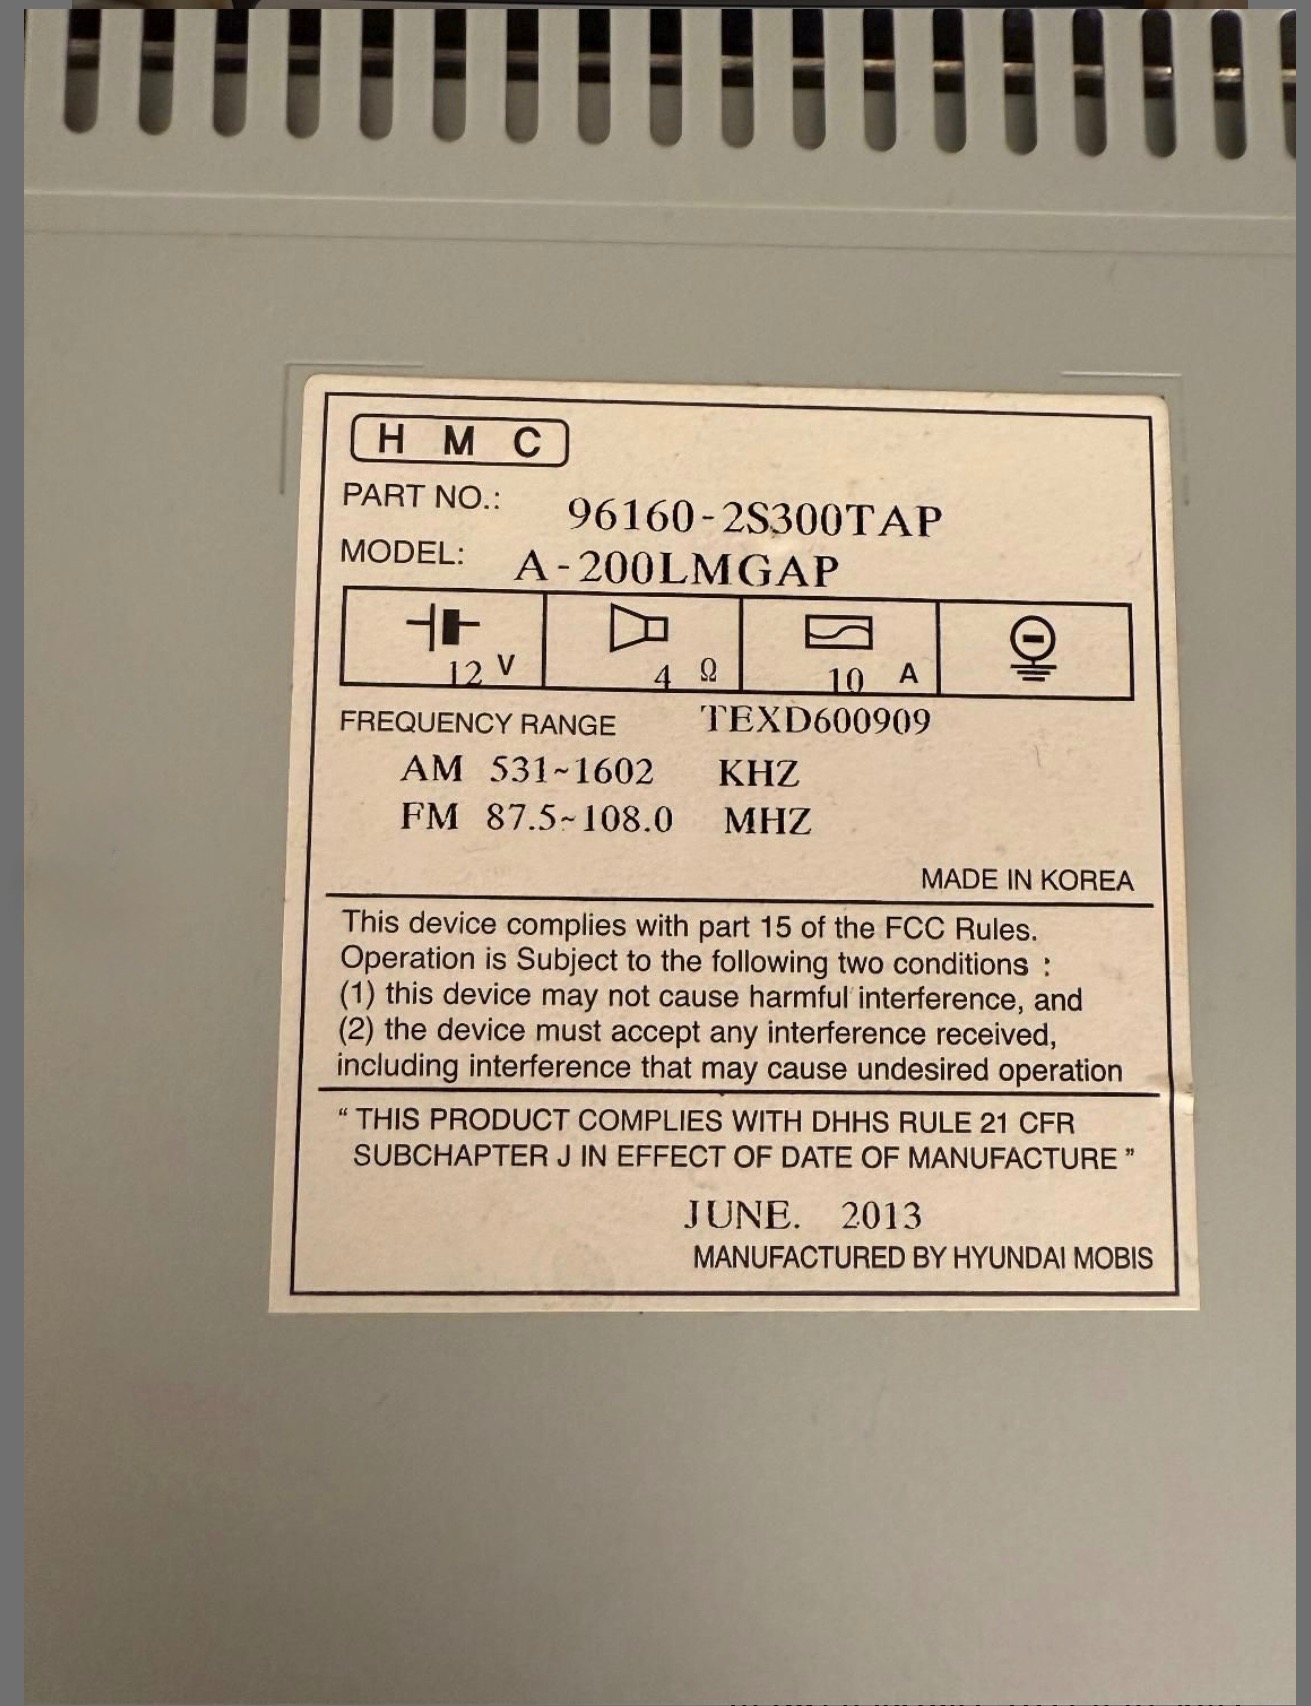 H M C
PART NO.: 96160-2S300TAP
MODEL: A-200LMGAP
12 V 4 Ω 10 A
FREQUENCY RANGE TEXD600909
AM 531~1602 KHZ
FM 87.5~108.0 MHZ
MADE IN KOREA
This device complies with part 15 of the FCC Rules.
Operation is Subject to the following two conditions :
(1) this device may not cause harmful interference, and
(2) the device must accept any interference received,
including interference that may cause undesired operation
“ THIS PRODUCT COMPLIES WITH DHHS RULE 21 CFR
SUBCHAPTER J IN EFFECT OF DATE OF MANUFACTURE ”
JUNE. 2013
MANUFACTURED BY HYUNDAI MOBIS